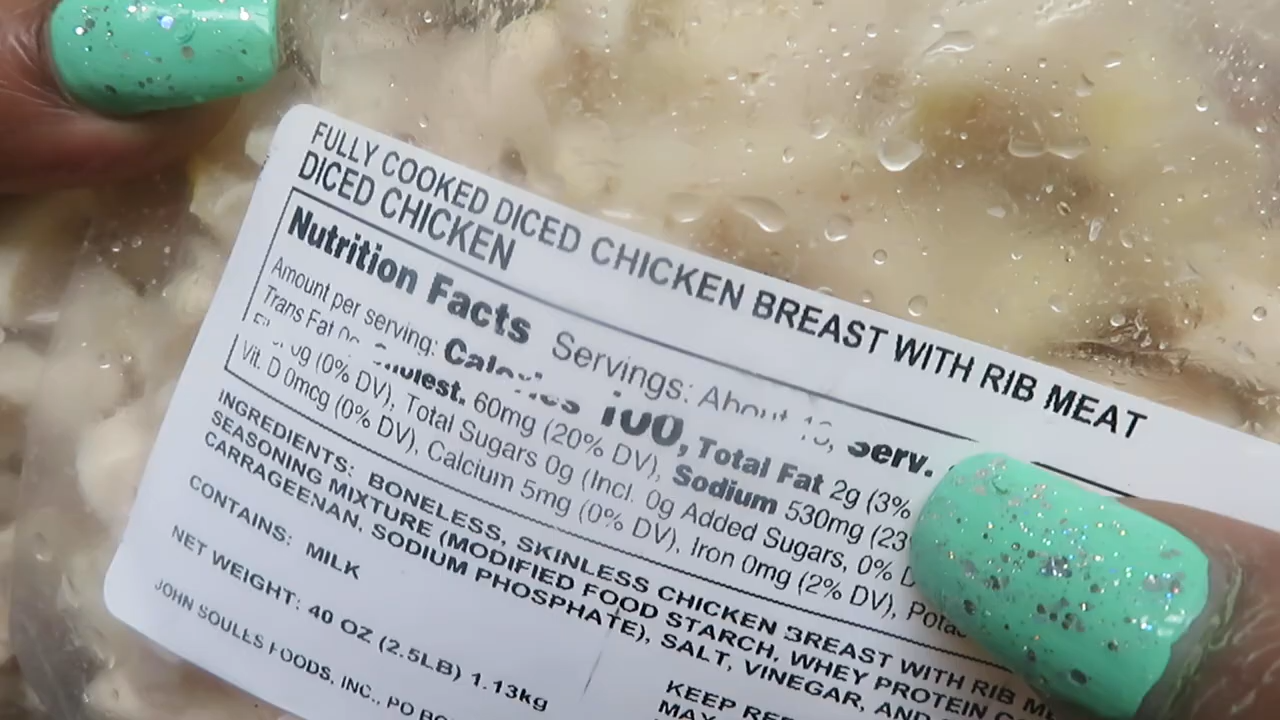 FULLY COOKED DICED CHICKEN BREAST WITH RIB MEAT
DICED CHICKEN
Nutrition Facts Servings: About Serv.
Amount per serving: Calories 100, Total Fat 2g (3%
Trans Fat 0g Cholest. 60mg (20% DV), Sodium 530mg (23
0g (0% DV), Total Sugars 0g (Incl. 0g Added Sugars, 0% D
Vit. D 0mcg (0% DV), Calcium 5mg (0% DV), Iron 0mg (2% DV), Pota
INGREDIENTS: BONELESS, SKINLESS CHICKEN BREAST WITH RIB ME
SEASONING MIXTURE (MODIFIED FOOD STARCH, WHEY PROTEIN CO
CARRAGEENAN, SODIUM PHOSPHATE), SALT, VINEGAR, AND
CONTAINS: MILK
NET WEIGHT: 40 OZ (2.5LB) 1.13kg
KEEP REF
MAY
JOHN SOULES FOODS, INC., PO BO